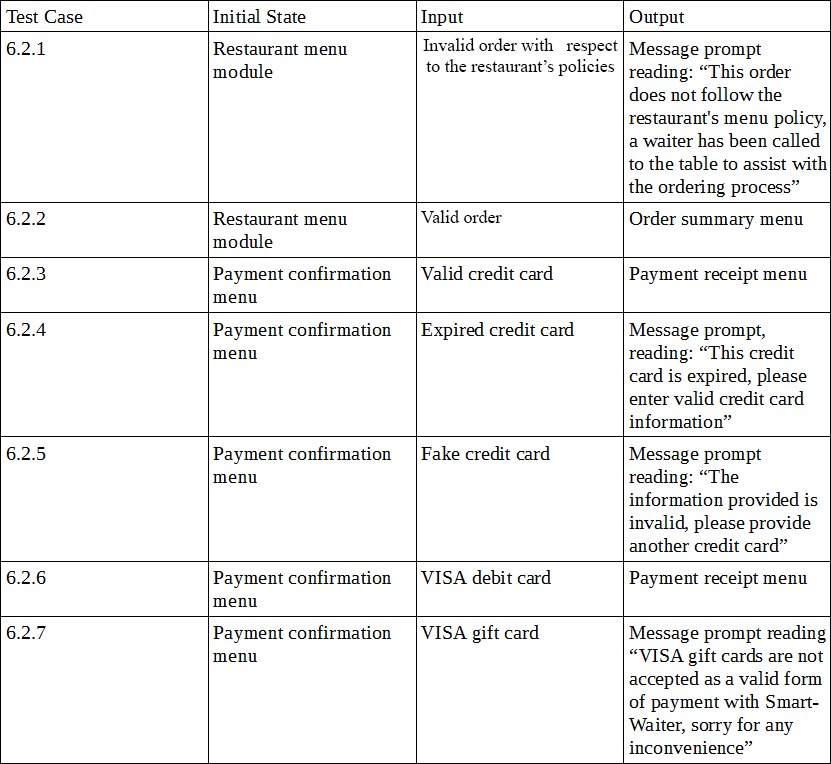 Test Case Initial State Input Output
6.2.1 Restaurant menu Invalid order with respect Message prompt
module to the restaurant’s policies reading: “This order
does not follow the
restaurant's menu policy,
a waiter has been called
to the table to assist with
the ordering process”
6.2.2 Restaurant menu Valid order Order summary menu
module
6.2.3 Payment confirmation Valid credit card Payment receipt menu
menu
6.2.4 Payment confirmation Expired credit card Message prompt,
menu reading: “This credit
card is expired, please
enter valid credit card
information”
6.2.5 Payment confirmation Fake credit card Message prompt
menu reading: “The
information provided is
invalid, please provide
another credit card”
6.2.6 Payment confirmation VISA debit card Payment receipt menu
menu
6.2.7 Payment confirmation VISA gift card Message prompt reading
menu “VISA gift cards are not
accepted as a valid form
of payment with Smart-
Waiter, sorry for any
inconvenience”